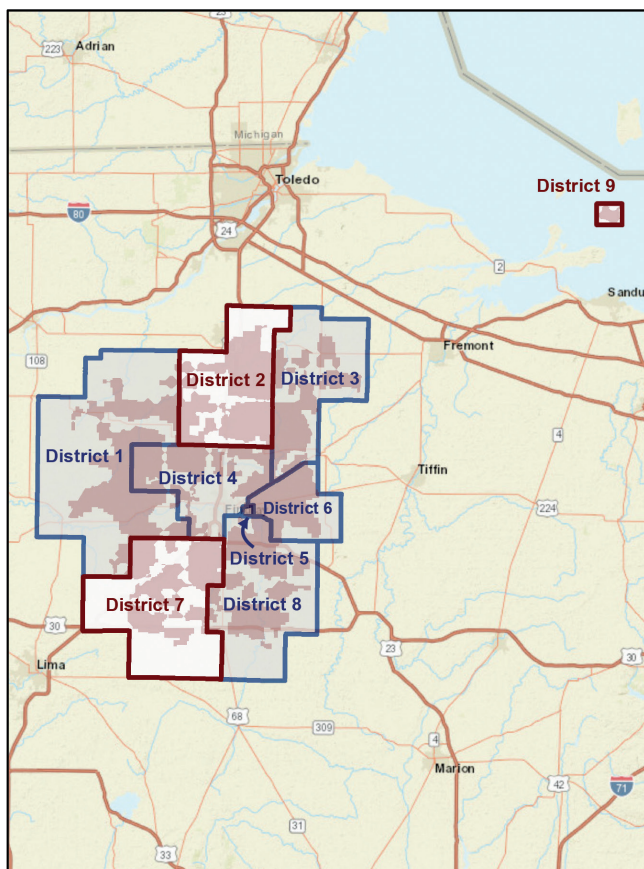 23
223
Adrian
Michigan
Toledo
District 9
80
24
2
Sandu
108
Fremont
District 2
District 3
4
District 1
District 4
Tiffin
District 6
224
District 5
District 7
District 8
30
23
30
Lima
68
309
4
Marion
42
71
31
33